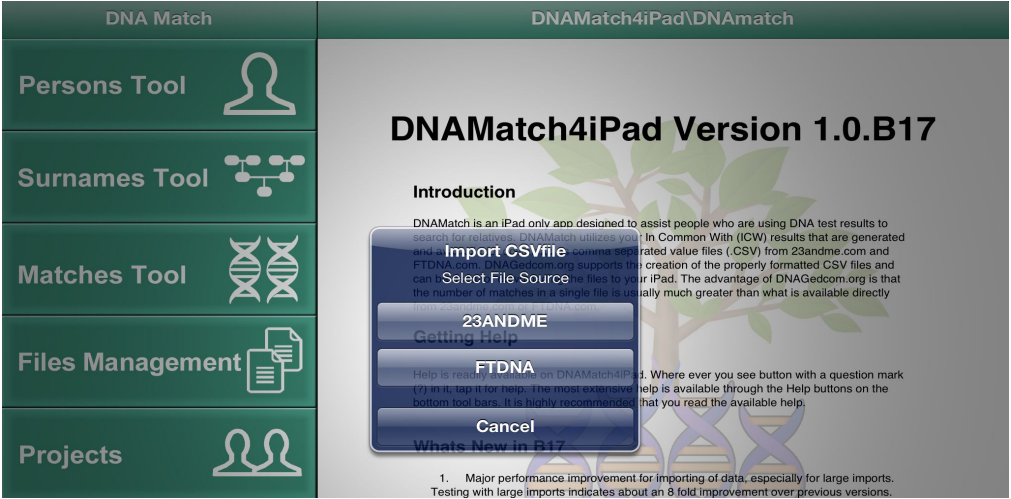 DNA Match
DNAMatch4iPad\DNAmatch
Persons Tool
Surnames Tool
Matches Tool
Files Management
Projects
DNAMatch4iPad Version 1.0.B17
Introduction
DNAMatch is an iPad only app designed to assist people who are using DNA test results to
search for relatives. DNAMatch utilizes your In Common With (ICW) results that are generated
and a comma separated value files (.CSV) from 23andme.com and
FTDNA.com. DNAGedcom.org supports the creation of the properly formatted CSV files and
can b the files to your iPad. The advantage of DNAGedcom.org is that
the number of matches in a single file is usually much greater than what is available directly
from 23andme.com or FTDNA.com.
Getting Help
Help is readily available on DNAMatch4iPad. Where ever you see button with a question mark
(?) in it, tap it for help. The most extensive help is available through the Help buttons on the
bottom tool bars. It is highly recommended that you read the available help.
Whats New in B17
1. Major performance improvement for importing of data, especially for large imports.
Testing with large imports indicates about an 8 fold improvement over previous versions.
Import CSVfile
Select File Source
23ANDME
FTDNA
Cancel